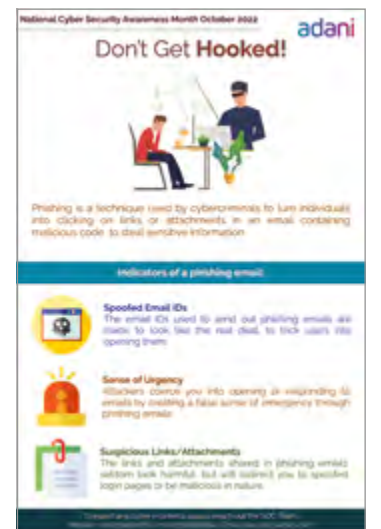 National Cyber Security Awareness Month October 2022
adani
Don't Get Hooked!
Phishing is a technique used by cybercriminals to lure individuals
into clicking on links or attachments in an email containing
malicious code to steal sensitive information
Indicators of a phishing email:
Spoofed Email IDs
The email IDs used to send out phishing emails are
made to look like the real deal, to trick users into
opening them
Sense of Urgency
Attackers coerce you into opening or responding to
emails by creating a false sense of emergency through
phishing emails
Suspicious Links/Attachments
The links and attachments shared in phishing emails
seldom look harmful, but will redirect you to spoofed
login pages or be malicious in nature.